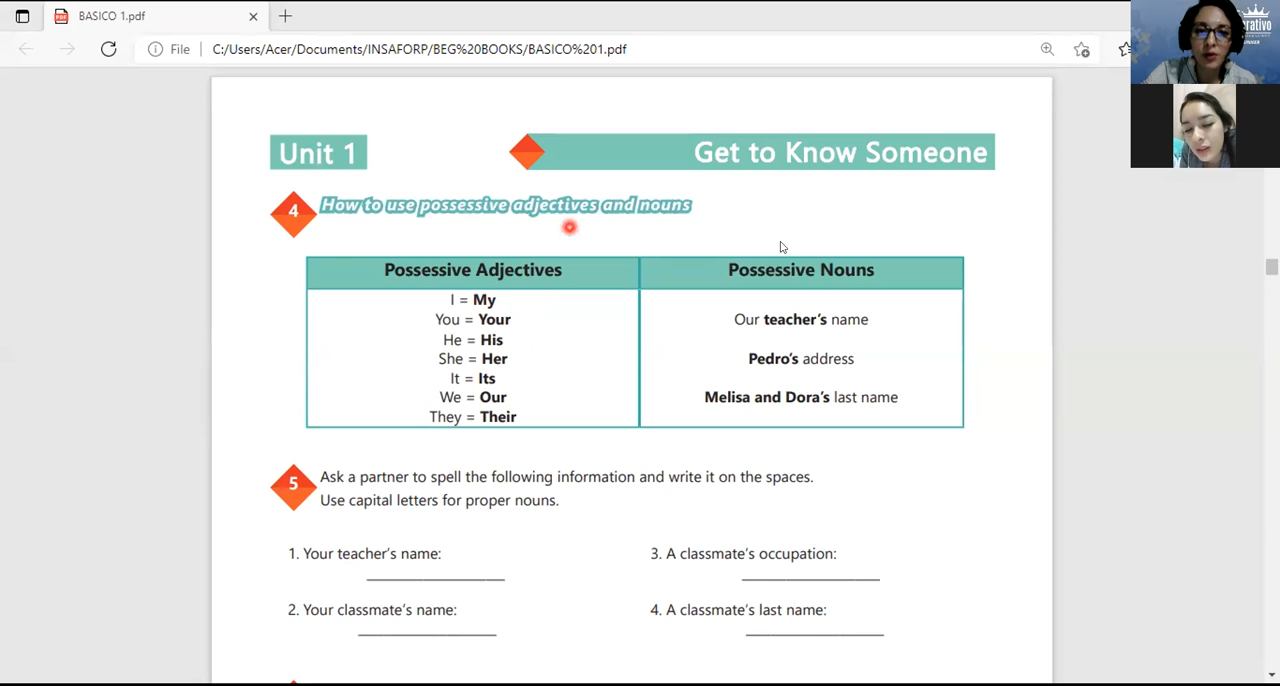 BASICO 1.pdf
File
C:/Users/Acer/Documents/INSAFORP/BEG%20BOOKS/BASICO%201.pdf
Unit 1
Get to Know Someone
4
How to use possessive adjectives and nouns
Possessive Adjectives
I = My
You = Your
He = His
She = Her
It = Its
We = Our
They = Their
Possessive Nouns
Our teacher's name
Pedro's address
Melisa and Dora's last name
5
Ask a partner to spell the following information and write it on the spaces.
Use capital letters for proper nouns.
1. Your teacher's name:
2. Your classmate's name:
3. A classmate's occupation:
4. A classmate's last name: